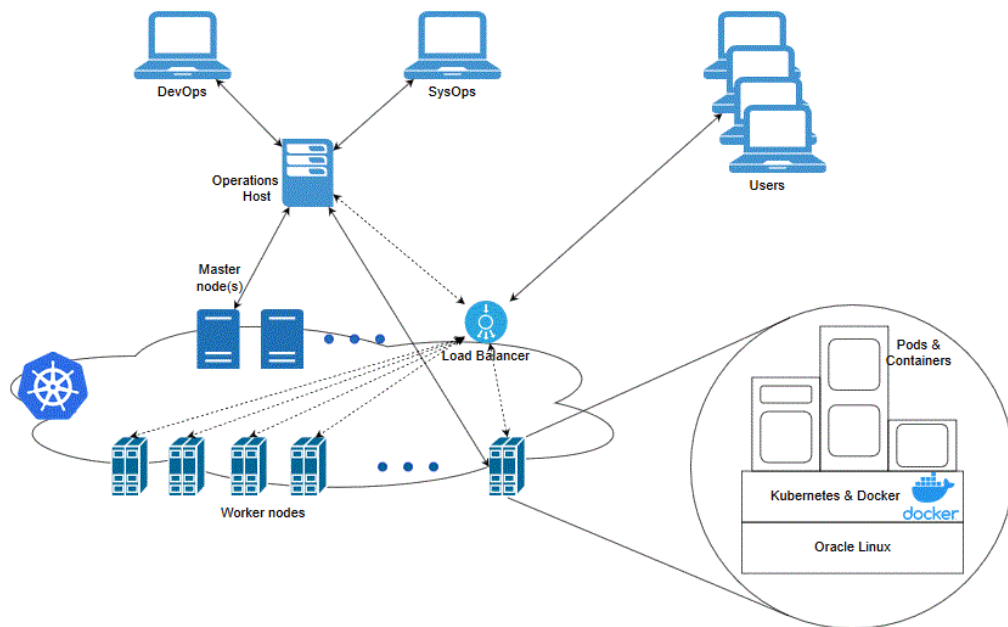 DevOps
SysOps
Users
Operations
Host
Master
node(s)
Load Balancer
Worker nodes
Pods &
Containers
Kubernetes & Docker
docker
Oracle Linux